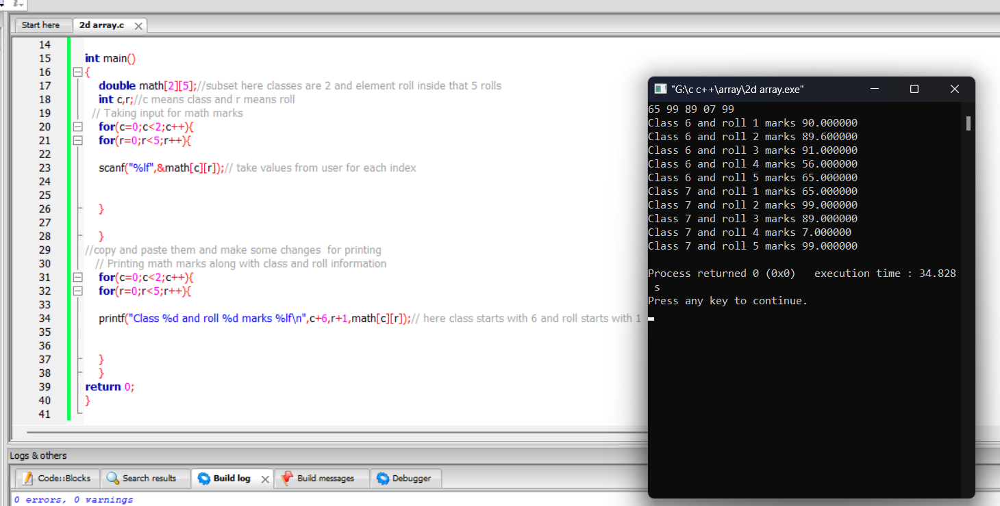 Start here
2d array.c
14
15 int main()
16 {
17 double math[2][5];//subset here classes are 2 and element roll inside that 5 rolls
18 int c,r;//c means class and r means roll
19 // Taking input for math marks
20 for(c=0;c<2;c++){
21 for(r=0;r<5;r++){
22
23 scanf("%lf",&math[c][r]);// take values from user for each index
24
25
26 }
27
28 }
29 //copy and paste them and make some changes  for printing
30 // Printing math marks along with class and roll information
31 for(c=0;c<2;c++){
32 for(r=0;r<5;r++){
33
34 printf("Class %d and roll %d marks %lf\n",c+6,r+1,math[c][r]);// here class starts with 6 and roll starts with 1
35
36
37 }
38 }
39 return 0;
40 }
41
"G:\c c++\array\2d array.exe"
65 99 89 07 99
Class 6 and roll 1 marks 90.000000
Class 6 and roll 2 marks 89.600000
Class 6 and roll 3 marks 91.000000
Class 6 and roll 4 marks 56.000000
Class 6 and roll 5 marks 65.000000
Class 7 and roll 1 marks 65.000000
Class 7 and roll 2 marks 99.000000
Class 7 and roll 3 marks 89.000000
Class 7 and roll 4 marks 7.000000
Class 7 and roll 5 marks 99.000000
Process returned 0 (0x0)   execution time : 34.828
s
Press any key to continue.
Logs & others
Code::Blocks
Search results
Build log
Build messages
Debugger
0 errors, 0 warnings